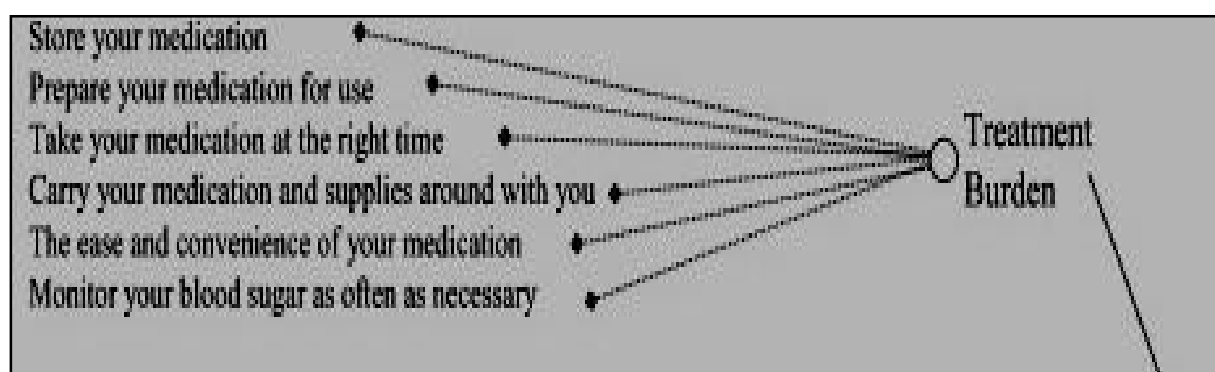 Store your medication
Prepare your medication for use
Take your medication at the right time
Carry your medication and supplies around with you
The ease and convenience of your medication
Monitor your blood sugar as often as necessary
Treatment
Burden